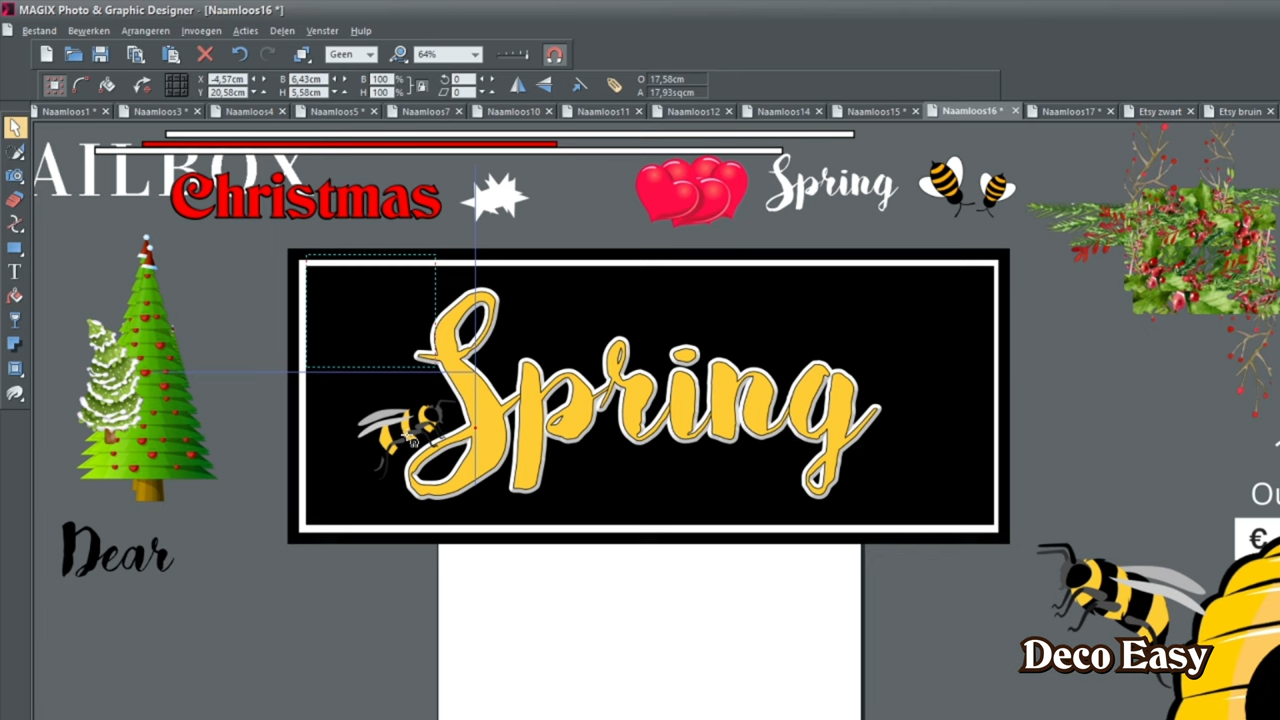 MAGIX Photo & Graphic Designer - [Naamloos16 *]
Bestand Bewerken Arrangeren Invoegen Acties Delen Venster Hulp
Geen 64%
X -4,57cm B 6,43cm B 100 % 0 O 17,58cm
Y 20,58cm H 5,58cm H 100 % 0 A 17,93sqcm
Naamloos1 * Naamloos3 * Naamloos4 Naamloos5 * Naamloos7 Naamloos10 Naamloos11 Naamloos12 Naamloos14 Naamloos15 * Naamloos16 * Naamloos17 * Etsy zwart Etsy bruin
AILBOX
Christmas
Spring
Spring
Dear
Ou
€
Deco Easy